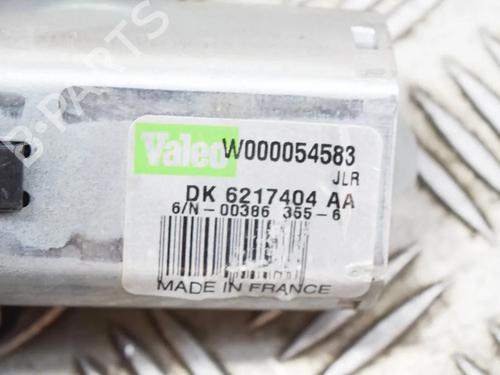 B-PARTS
Valeo W000054583
JLR
DK 6217404 AA
6/N-00386 355-6
MADE IN FRANCE